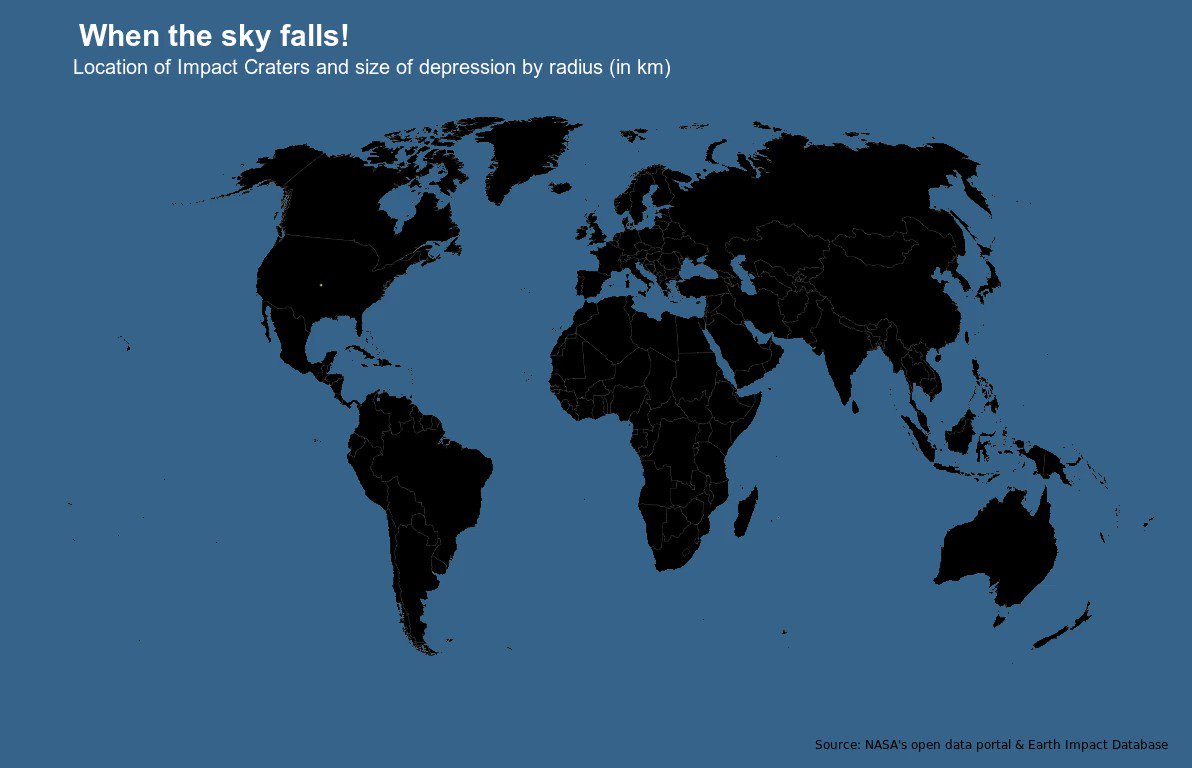 When the sky falls!
Location of Impact Craters and size of depression by radius (in km)
Source: NASA's open data portal & Earth Impact Database